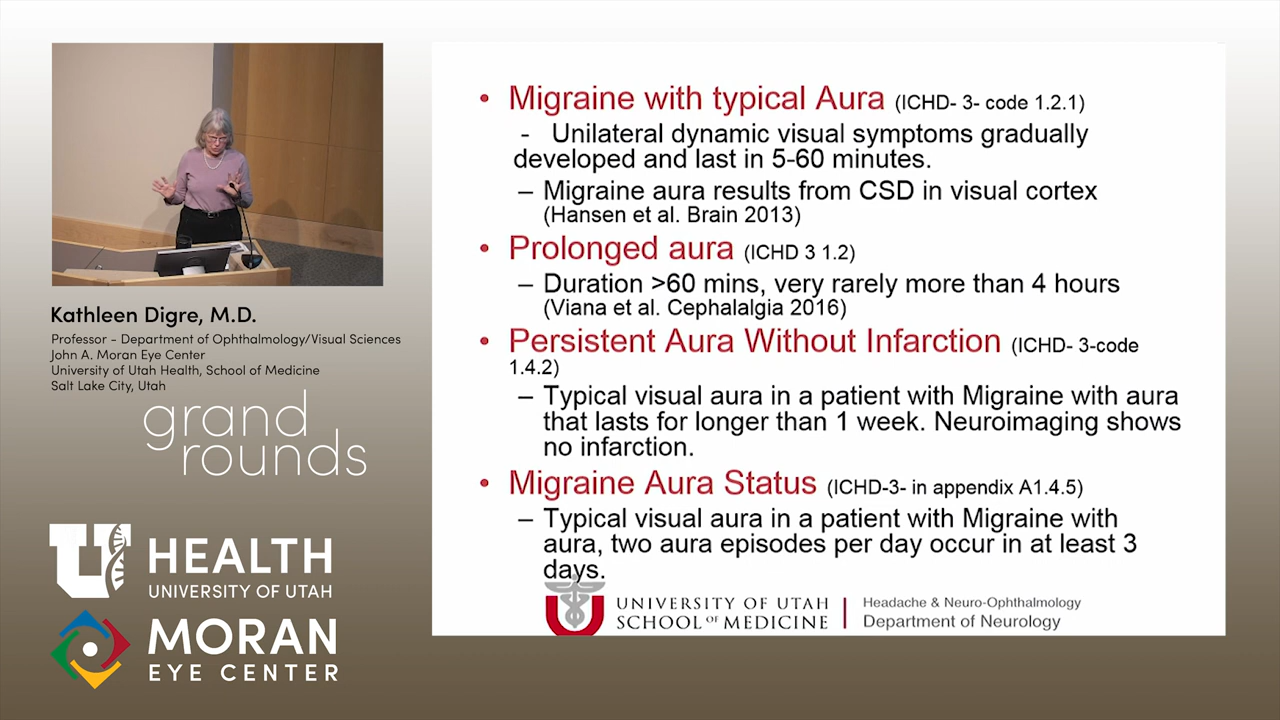 Kathleen Digre, M.D.
Professor - Department of Ophthalmology/Visual Sciences
John A. Moran Eye Center
University of Utah Health, School of Medicine
Salt Lake City, Utah
grand
rounds
U HEALTH
UNIVERSITY OF UTAH
MORAN
EYE CENTER
• Migraine with typical Aura (ICHD- 3- code 1.2.1)
- Unilateral dynamic visual symptoms gradually
developed and last in 5-60 minutes.
– Migraine aura results from CSD in visual cortex
(Hansen et al. Brain 2013)
• Prolonged aura (ICHD 3 1.2)
– Duration >60 mins, very rarely more than 4 hours
(Viana et al. Cephalalgia 2016)
• Persistent Aura Without Infarction (ICHD- 3-code
1.4.2)
– Typical visual aura in a patient with Migraine with aura
that lasts for longer than 1 week. Neuroimaging shows
no infarction.
• Migraine Aura Status (ICHD-3- in appendix A1.4.5)
– Typical visual aura in a patient with Migraine with
aura, two aura episodes per day occur in at least 3
days.
U UNIVERSITY OF UTAH
SCHOOL OF MEDICINE
Headache & Neuro-Ophthalmology
Department of Neurology